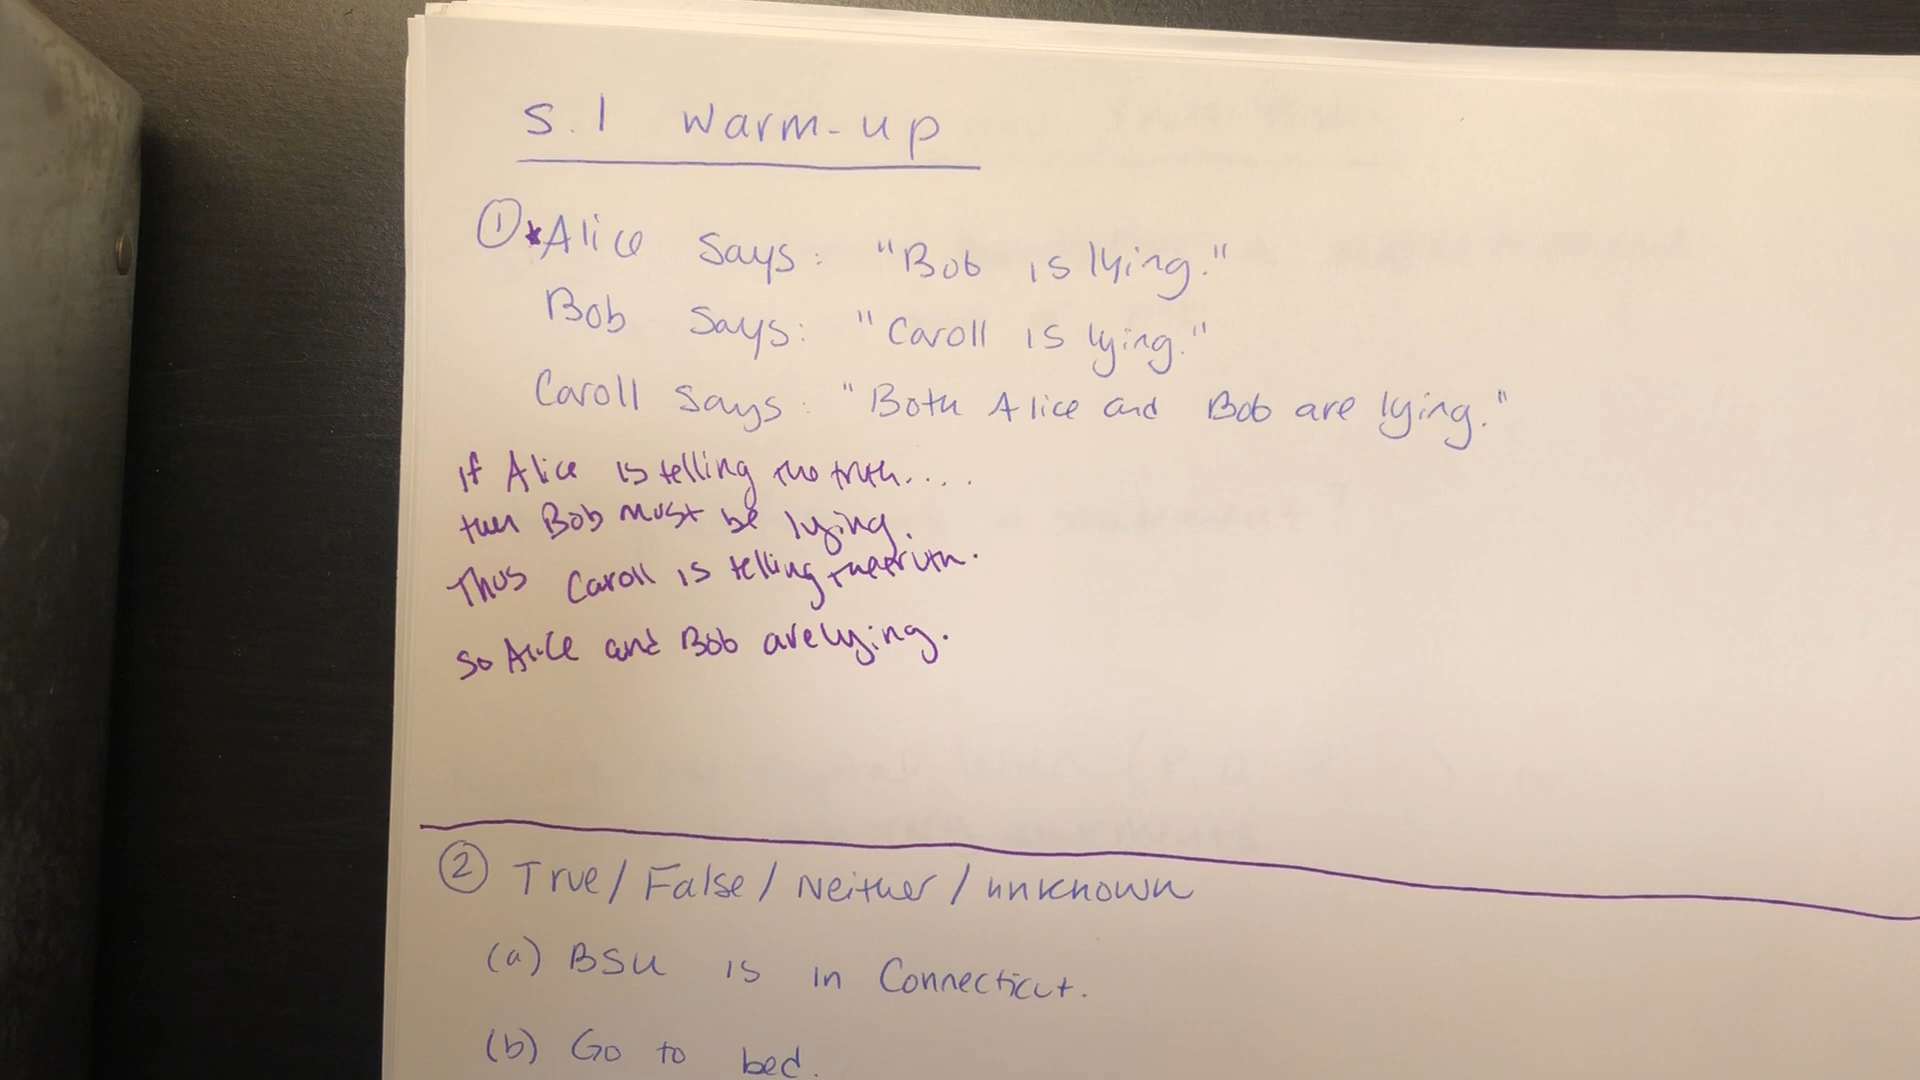 S.1 Warm-up
① *Alice says: "Bob is lying."
Bob says: "Caroll is lying."
Caroll says: "Both Alice and Bob are lying."
If Alice is telling the truth....
then Bob must be lying.
Thus Caroll is telling the truth.
So Alice and Bob are lying.
② True/False/Neither/unknown
(a) BSU is in Connecticut.
(b) Go to bed.